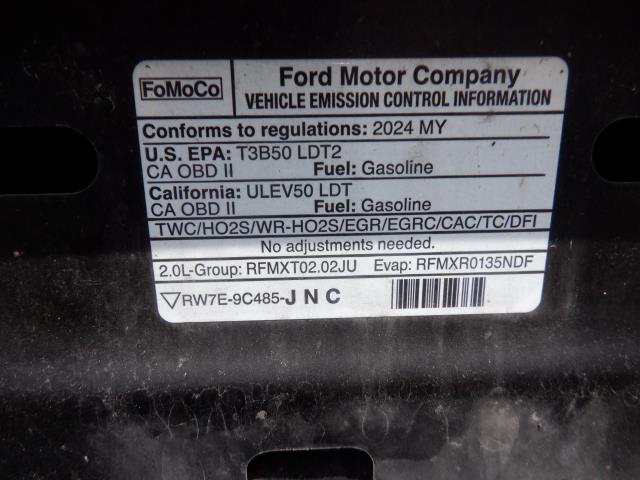 FoMoCo
Ford Motor Company
VEHICLE EMISSION CONTROL INFORMATION
Conforms to regulations: 2024 MY
U.S. EPA: T3B50 LDT2
CA OBD II Fuel: Gasoline
California: ULEV50 LDT
CA OBD II Fuel: Gasoline
TWC/HO2S/WR-HO2S/EGR/EGRC/CAC/TC/DFI
No adjustments needed.
2.0L-Group: RFMXT02.02JU Evap: RFMXR0135NDF
RW7E-9C485-J N C